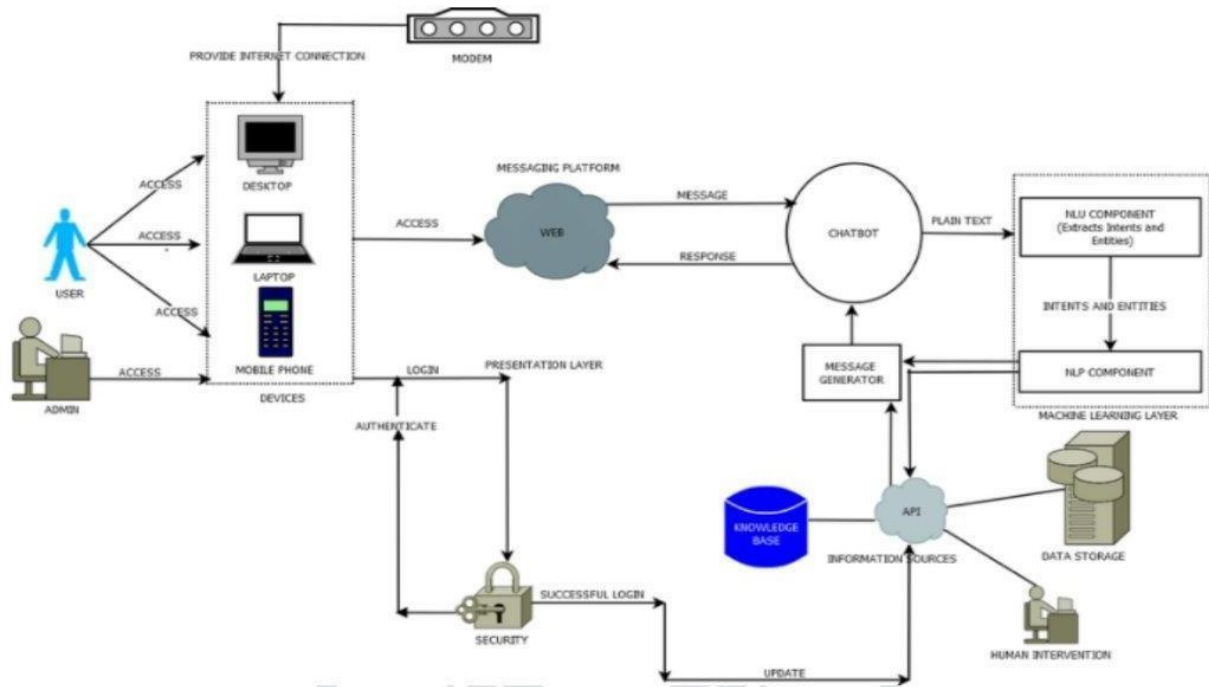 PROVIDE INTERNET CONNECTION
MODEM
DESKTOP
ACCESS
ACCESS
ACCESS
USER
LAPTOP
MOBILE PHONE
DEVICES
ACCESS
ADMIN
ACCESS
MESSAGING PLATFORM
WEB
MESSAGE
RESPONSE
CHATBOT
PLAIN TEXT
NLU COMPONENT
(Extracts Intents and
Entities)
INTENTS AND ENTITIES
NLP COMPONENT
MACHINE LEARNING LAYER
MESSAGE
GENERATOR
LOGIN
PRESENTATION LAYER
AUTHENTICATE
KNOWLEDGE
BASE
API
INFORMATION SOURCES
DATA STORAGE
HUMAN INTERVENTION
SECURITY
SUCCESSFUL LOGIN
UPDATE